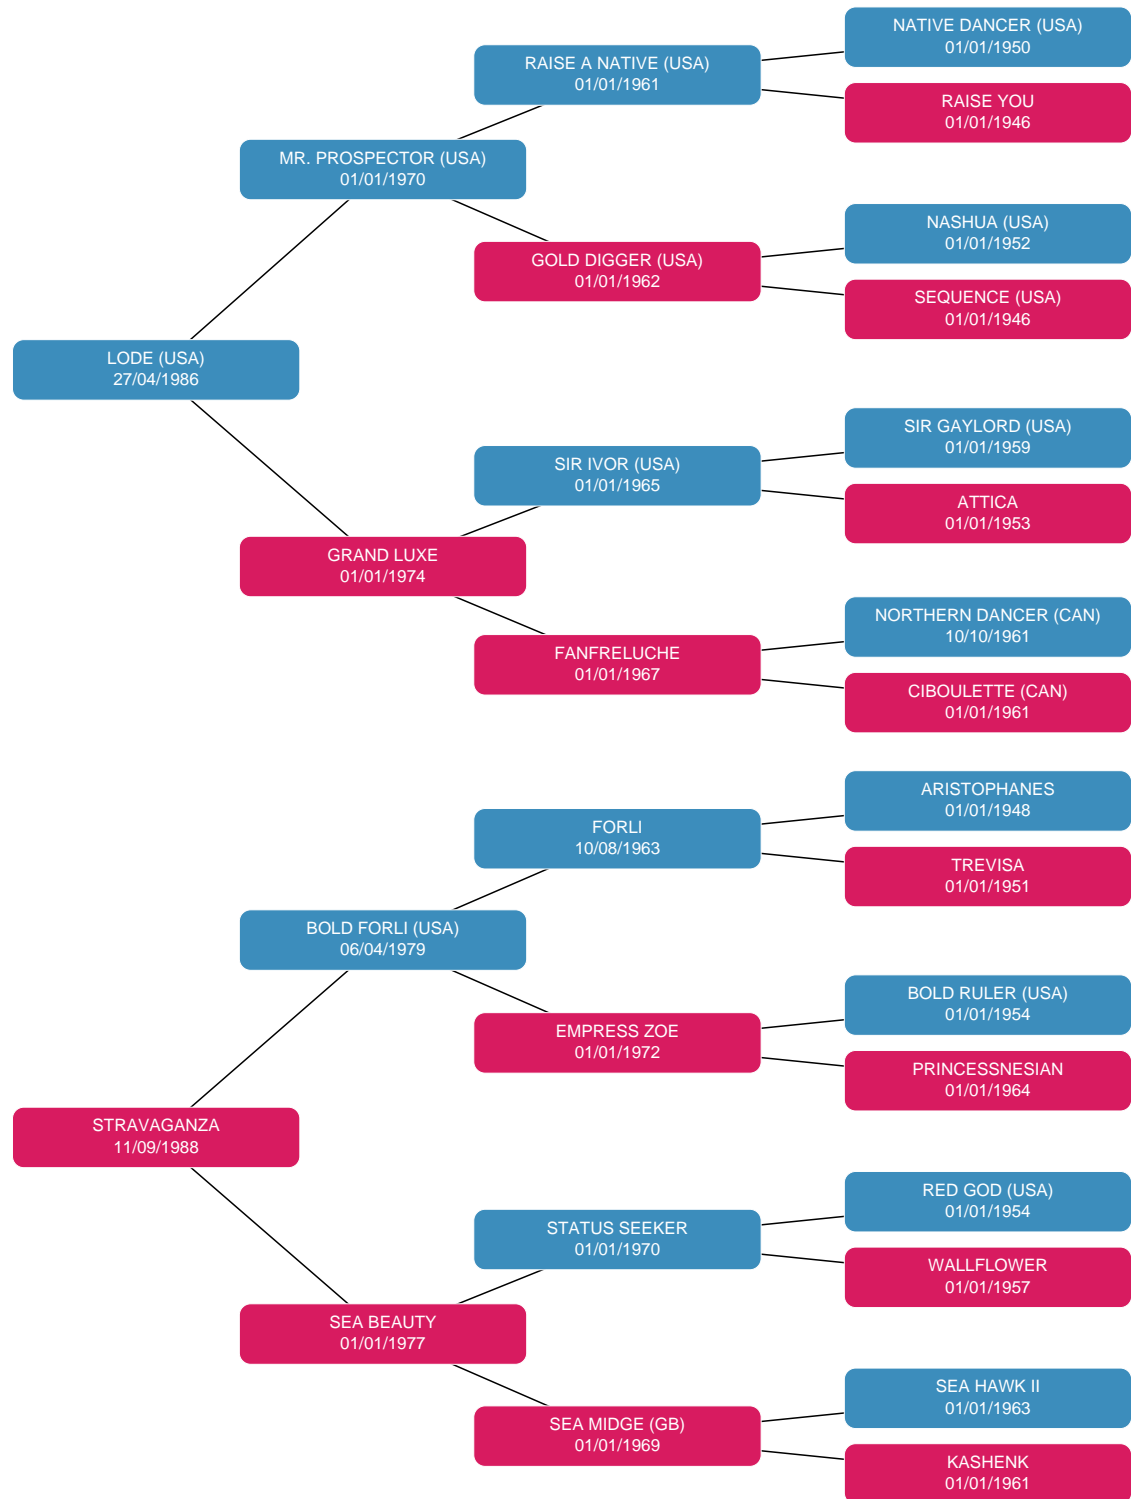 NATIVE DANCER (USA)
01/01/1950
RAISE A NATIVE (USA)
01/01/1961
RAISE YOU
01/01/1946
MR. PROSPECTOR (USA)
01/01/1970
NASHUA (USA)
01/01/1952
GOLD DIGGER (USA)
01/01/1962
SEQUENCE (USA)
01/01/1946
LODE (USA)
27/04/1986
SIR GAYLORD (USA)
01/01/1959
SIR IVOR (USA)
01/01/1965
ATTICA
01/01/1953
GRAND LUXE
01/01/1974
NORTHERN DANCER (CAN)
10/10/1961
FANFRELUCHE
01/01/1967
CIBOULETTE (CAN)
01/01/1961
ARISTOPHANES
01/01/1948
FORLI
10/08/1963
TREVISA
01/01/1951
BOLD FORLI (USA)
06/04/1979
BOLD RULER (USA)
01/01/1954
EMPRESS ZOE
01/01/1972
PRINCESSNESIAN
01/01/1964
STRAVAGANZA
11/09/1988
RED GOD (USA)
01/01/1954
STATUS SEEKER
01/01/1970
WALLFLOWER
01/01/1957
SEA BEAUTY
01/01/1977
SEA HAWK II
01/01/1963
SEA MIDGE (GB)
01/01/1969
KASHENK
01/01/1961